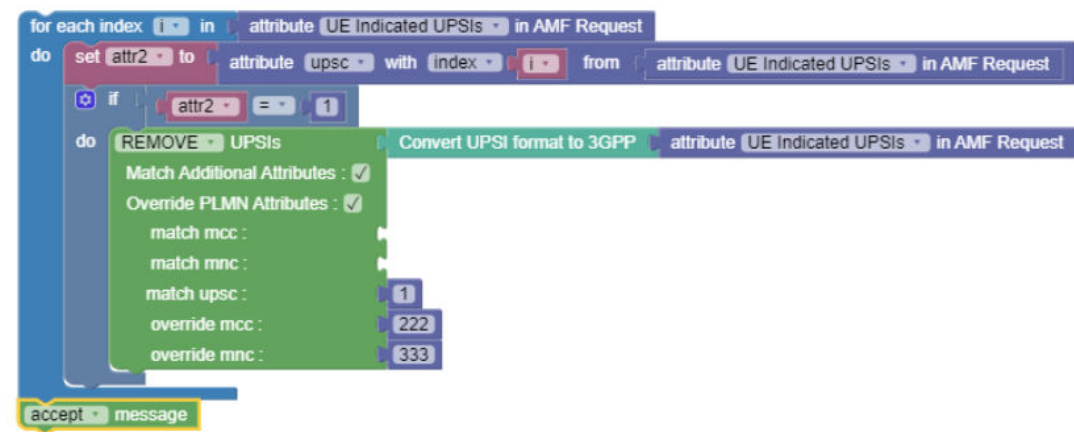 for each index i in attribute UE Indicated UPSIs in AMF Request
do set attr2 to attribute upsc with index i from attribute UE Indicated UPSIs in AMF Request
if attr2 = 1
do REMOVE UPSIs Convert UPSI format to 3GPP attribute UE Indicated UPSIs in AMF Request
Match Additional Attributes :
Override PLMN Attributes :
match mcc :
match mnc :
match upsc : 1
override mcc : 222
override mnc : 333
accept message